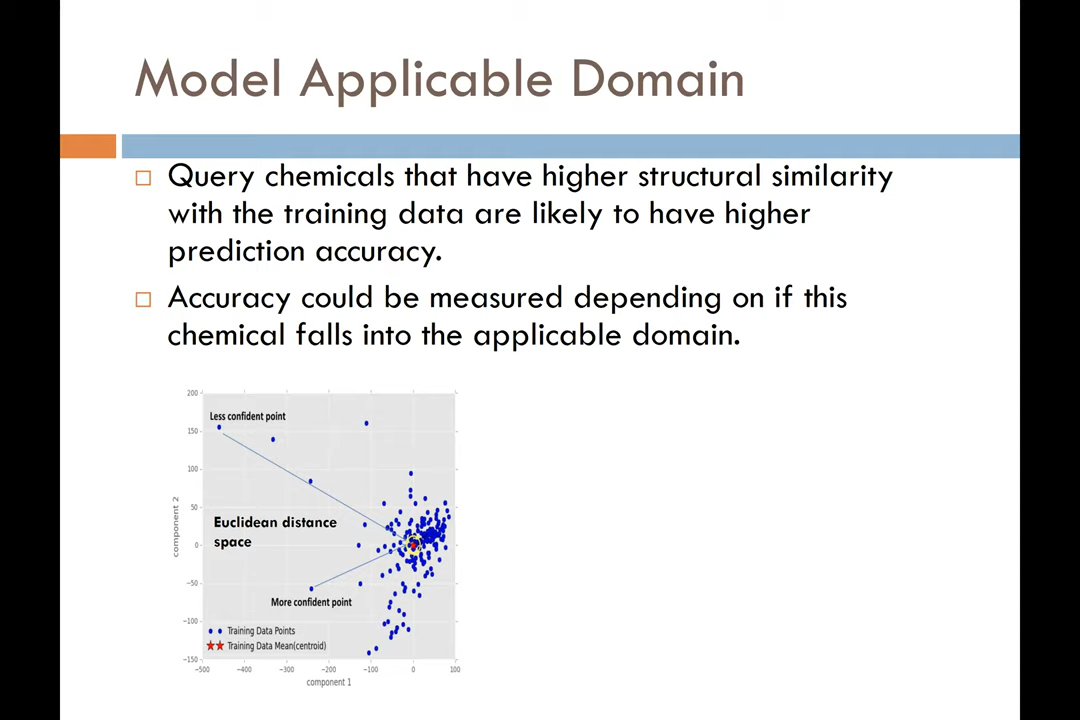 Model Applicable Domain
Query chemicals that have higher structural similarity
with the training data are likely to have higher
prediction accuracy.
Accuracy could be measured depending on if this
chemical falls into the applicable domain.
200
Less confident point
150
100
50
Euclidean distance
space
component 2
0
−50
More confident point
−100
Training Data Points
Training Data Mean(centroid)
−150
−500 −400 −300 −200 −100 0 100
component 1